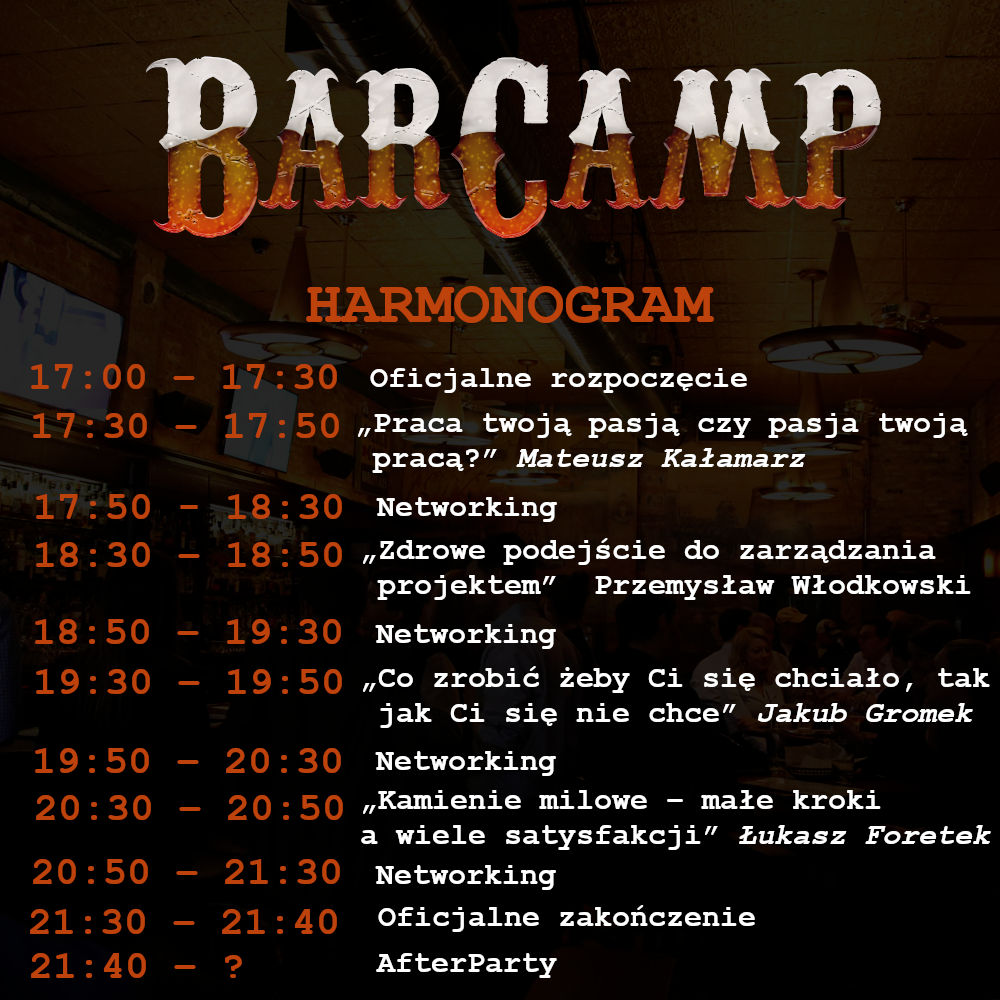 BARCAMP
HARMONOGRAM
17:00 – 17:30 Oficjalne rozpoczęcie
17:30 – 17:50 „Praca twoją pasją czy pasja twoją
pracą?” Mateusz Kałamarz
17:50 – 18:30 Networking
18:30 – 18:50 „Zdrowe podejście do zarządzania
projektem” Przemysław Włodkowski
18:50 – 19:30 Networking
19:30 – 19:50 „Co zrobić żeby Ci się chciało, tak
jak Ci się nie chce” Jakub Gromek
19:50 – 20:30 Networking
20:30 – 20:50 „Kamienie milowe – małe kroki
a wiele satysfakcji” Łukasz Foretek
20:50 – 21:30 Networking
21:30 – 21:40 Oficjalne zakończenie
21:40 – ? AfterParty